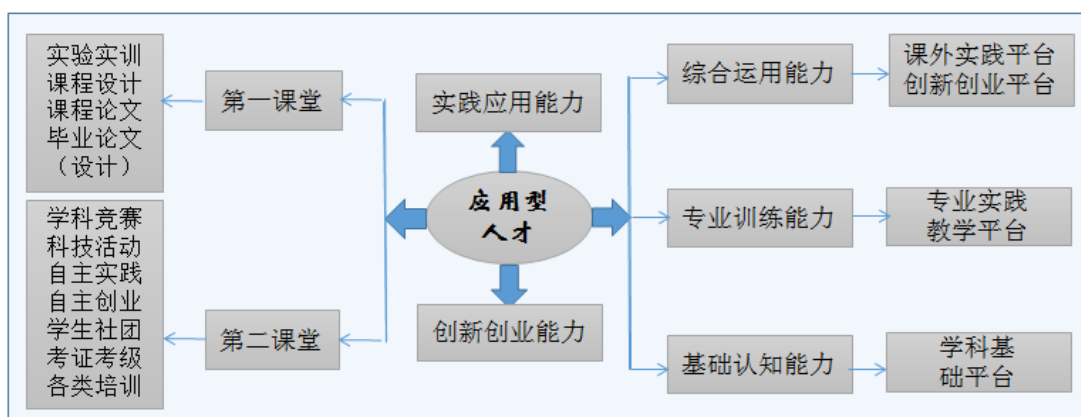 实验实训
课程设计
课程论文
毕业论文
（设计）
第一课堂
学科竞赛
科技活动
自主实践
自主创业
学生社团
考证考级
各类培训
第二课堂
实践应用能力
应用型
人才
创新创业能力
综合运用能力
课外实践平台
创新创业平台
专业训练能力
专业实践
教学平台
基础认知能力
学科基
础平台